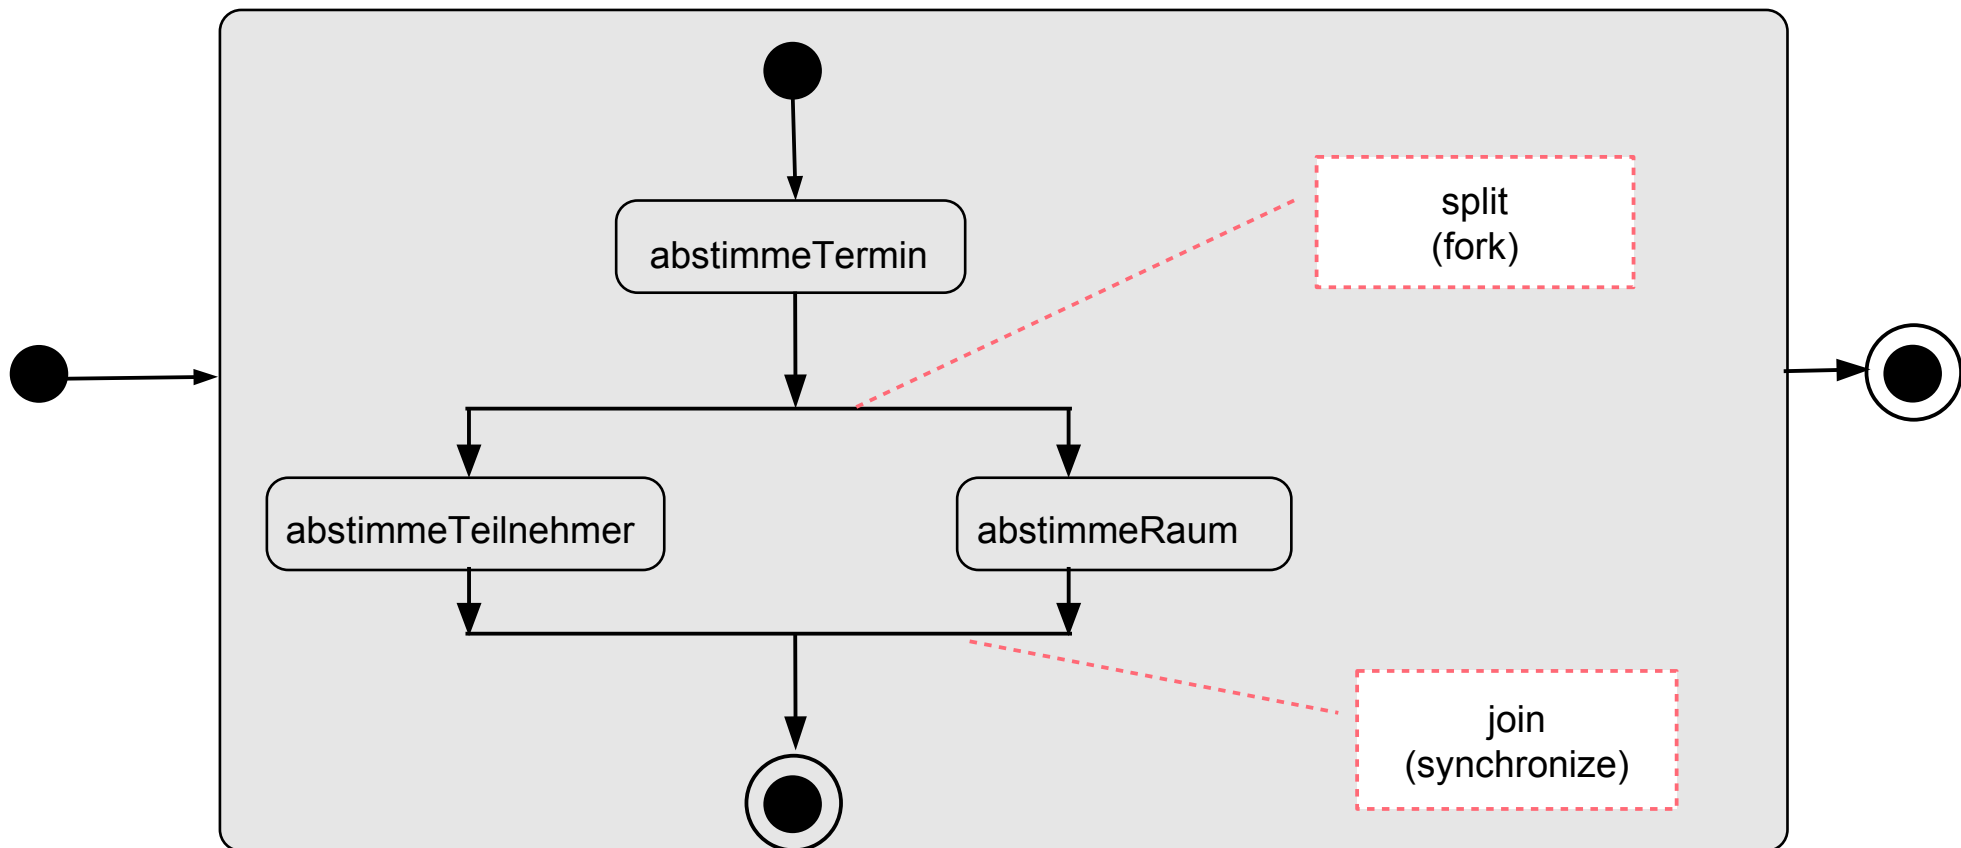 split
(fork)
abstimmeTermin
abstimmeTeilnehmer
abstimmeRaum
join
(synchronize)